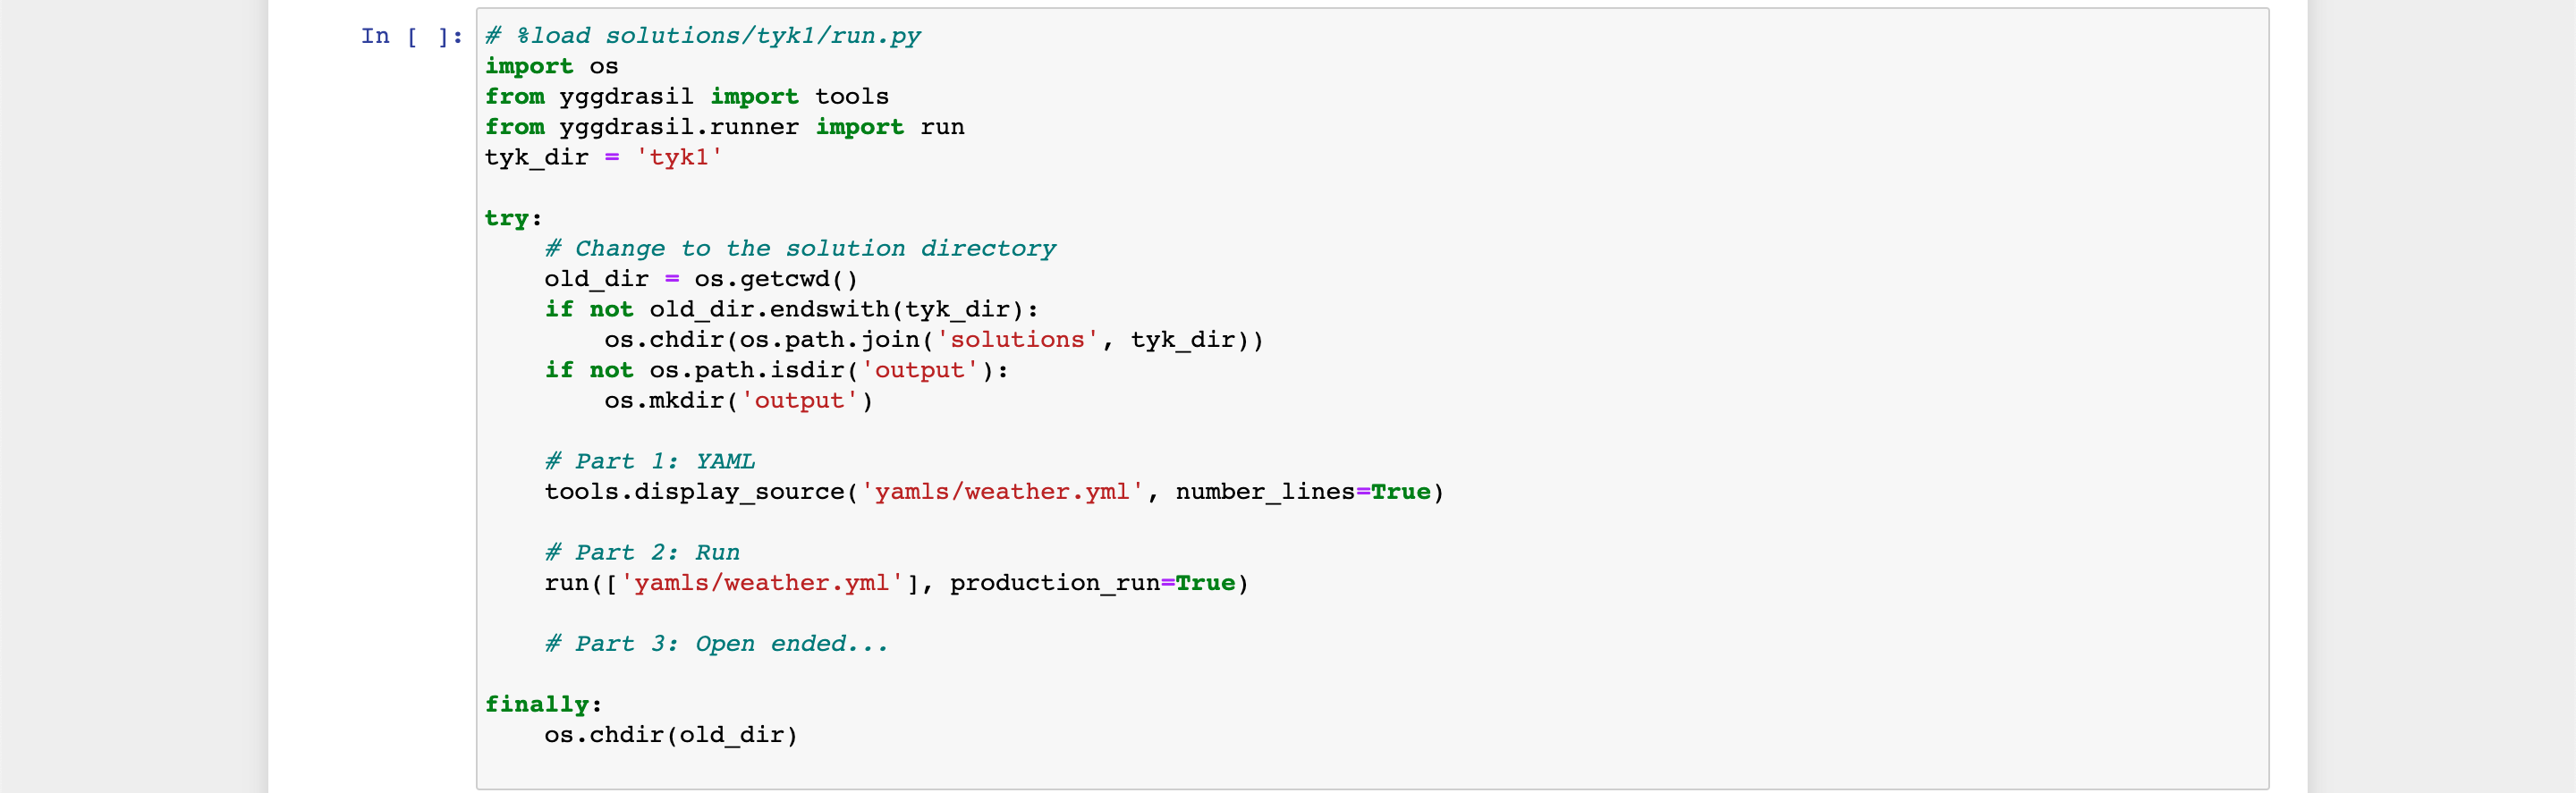 In [ ]: # %load solutions/tyk1/run.py
import os
from yggdrasil import tools
from yggdrasil.runner import run
tyk_dir = 'tyk1'

try:
    # Change to the solution directory
    old_dir = os.getcwd()
    if not old_dir.endswith(tyk_dir):
        os.chdir(os.path.join('solutions', tyk_dir))
    if not os.path.isdir('output'):
        os.mkdir('output')

    # Part 1: YAML
    tools.display_source('yamls/weather.yml', number_lines=True)

    # Part 2: Run
    run(['yamls/weather.yml'], production_run=True)

    # Part 3: Open ended...

finally:
    os.chdir(old_dir)